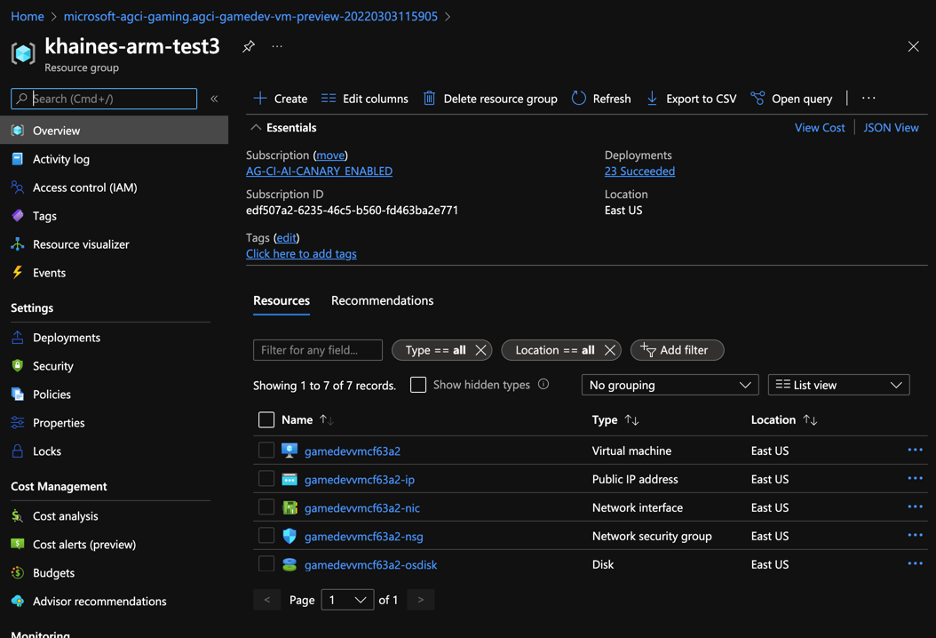 Home > microsoft-agci-gaming.agci-gamedev-vm-preview-20220303115905 >
khaines-arm-test3
Resource group
Search (Cmd+/)
Overview
Activity log
Access control (IAM)
Tags
Resource visualizer
Events
Settings
Deployments
Security
Policies
Properties
Locks
Cost Management
Cost analysis
Cost alerts (preview)
Budgets
Advisor recommendations
Monitoring
Create Edit columns Delete resource group Refresh Export to CSV Open query
Essentials
View Cost JSON View
Subscription (move)
AG-CI-AI-CANARY_ENABLED
Subscription ID
edf507a2-6235-46c5-b560-fd463ba2e771
Deployments
23 Succeeded
Location
East US
Tags (edit)
Click here to add tags
Resources Recommendations
Filter for any field... Type == all Location == all Add filter
Showing 1 to 7 of 7 records. Show hidden types No grouping List view
Name Type Location
gamedevvmcf63a2 Virtual machine East US
gamedevvmcf63a2-ip Public IP address East US
gamedevvmcf63a2-nic Network interface East US
gamedevvmcf63a2-nsg Network security group East US
gamedevvmcf63a2-osdisk Disk East US
< Page 1 of 1 >